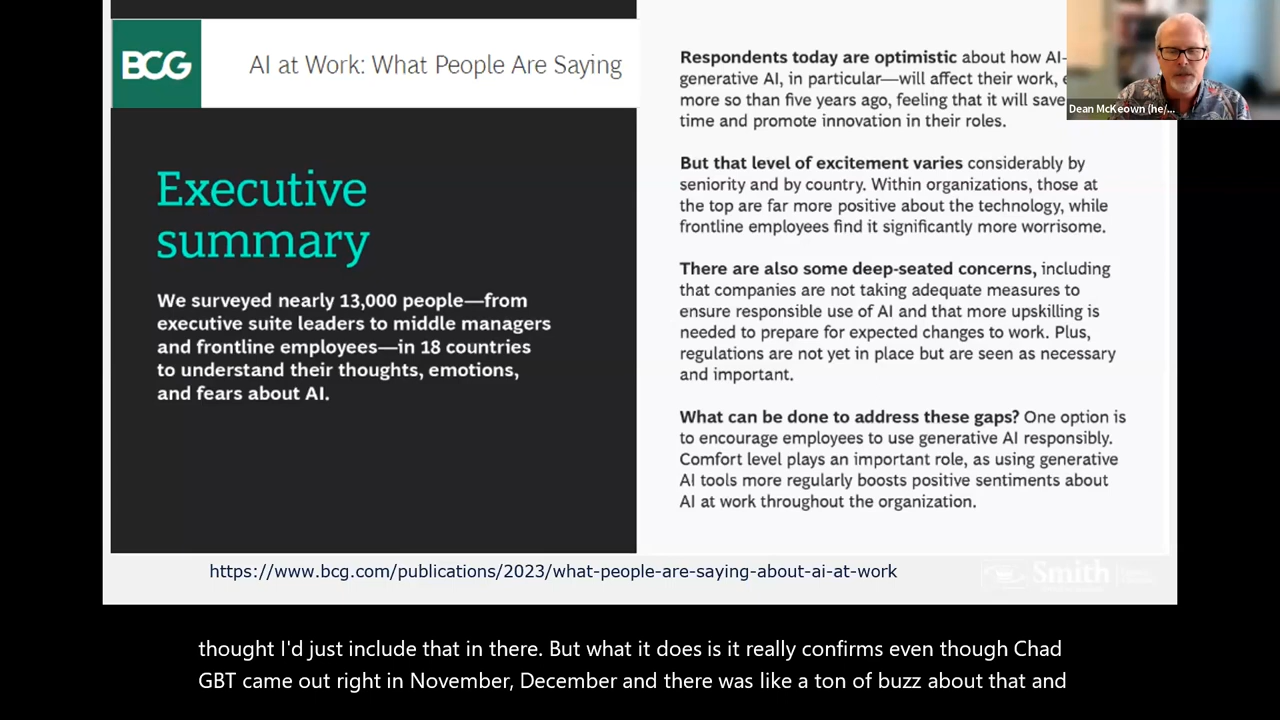 BCG
AI at Work: What People Are Saying
Executive
summary
We surveyed nearly 13,000 people—from
executive suite leaders to middle managers
and frontline employees—in 18 countries
to understand their thoughts, emotions,
and fears about AI.
Respondents today are optimistic about how AI-
generative AI, in particular—will affect their work,
more so than five years ago, feeling that it will save
time and promote innovation in their roles.
But that level of excitement varies considerably by
seniority and by country. Within organizations, those at
the top are far more positive about the technology, while
frontline employees find it significantly more worrisome.
There are also some deep-seated concerns, including
that companies are not taking adequate measures to
ensure responsible use of AI and that more upskilling is
needed to prepare for expected changes to work. Plus,
regulations are not yet in place but are seen as necessary
and important.
What can be done to address these gaps? One option is
to encourage employees to use generative AI responsibly.
Comfort level plays an important role, as using generative
AI tools more regularly boosts positive sentiments about
AI at work throughout the organization.
Dean McKeown (he/...
https://www.bcg.com/publications/2023/what-people-are-saying-about-ai-at-work
Smith
thought I'd just include that in there. But what it does is it really confirms even though Chad
GBT came out right in November, December and there was like a ton of buzz about that and